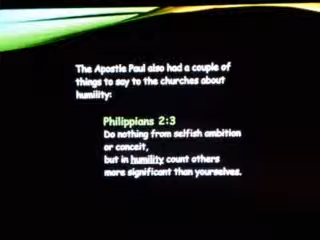 The Apostle Paul also had a couple of
things to say to the churches about
humility:
Philippians 2:3
Do nothing from selfish ambition
or conceit,
but in humility count others
more significant than yourselves.